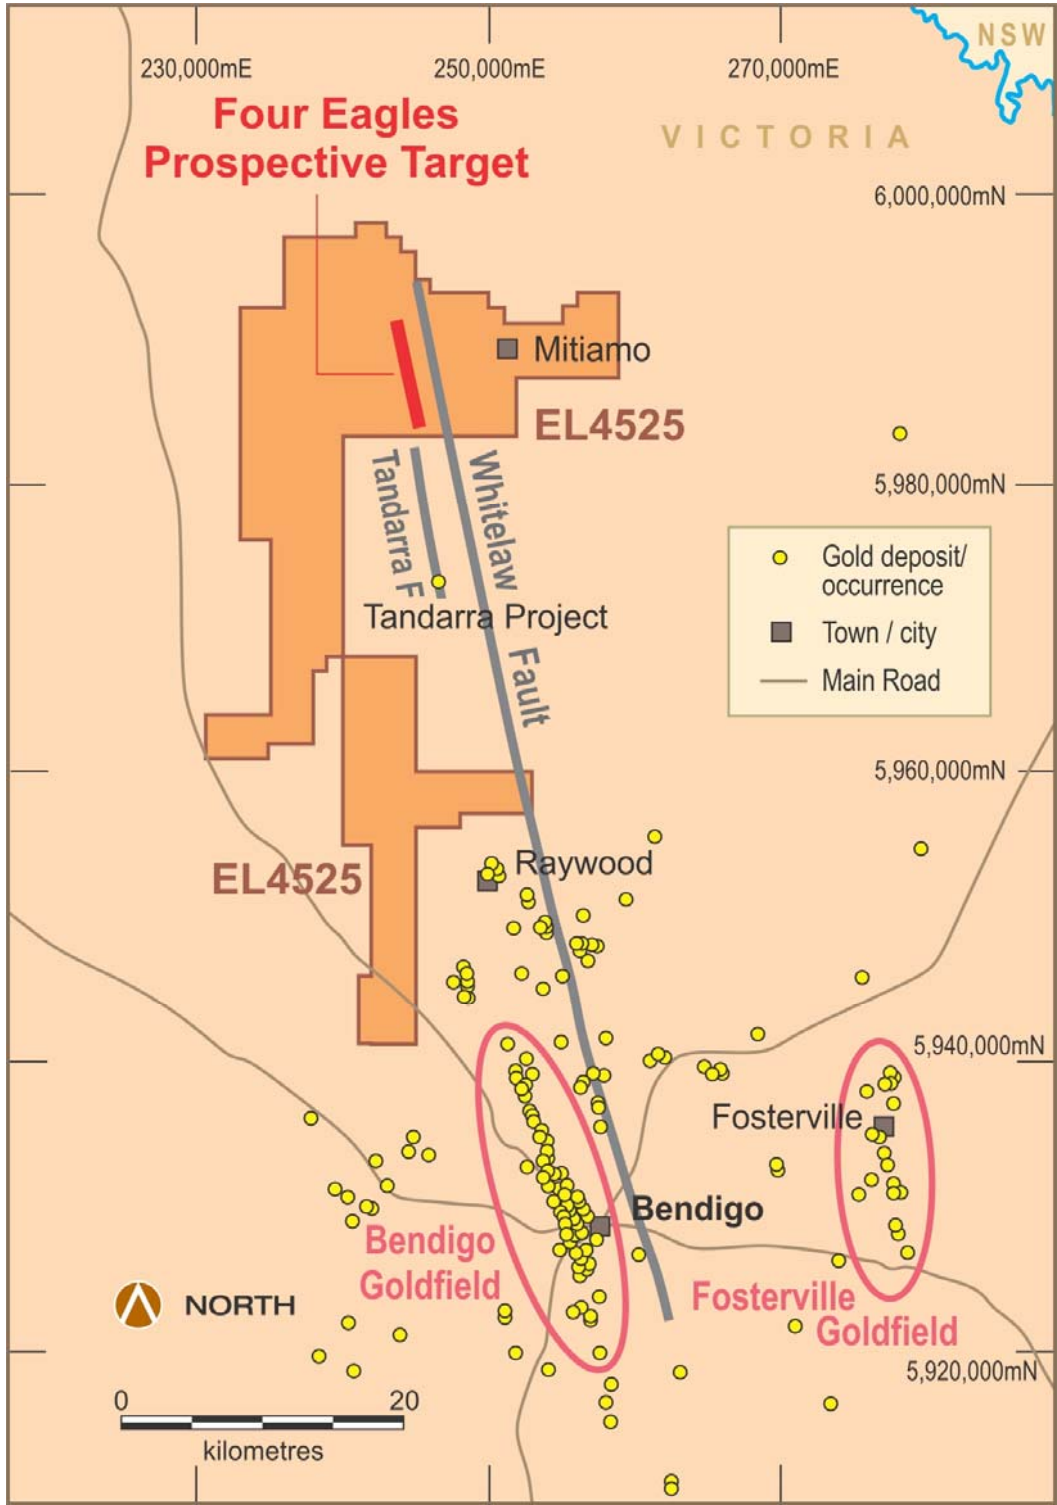 NSW
230,000mE
250,000mE
270,000mE
Four Eagles
Prospective Target
VICTORIA
6,000,000mN
Mitiamo
EL4525
Tandarra F
Whitelaw Fault
5,980,000mN
Gold deposit/
occurrence
Town / city
Main Road
Tandarra Project
5,960,000mN
Raywood
EL4525
5,940,000mN
Fosterville
Bendigo
Bendigo
Goldfield
Fosterville
Goldfield
NORTH
5,920,000mN
0
20
kilometres